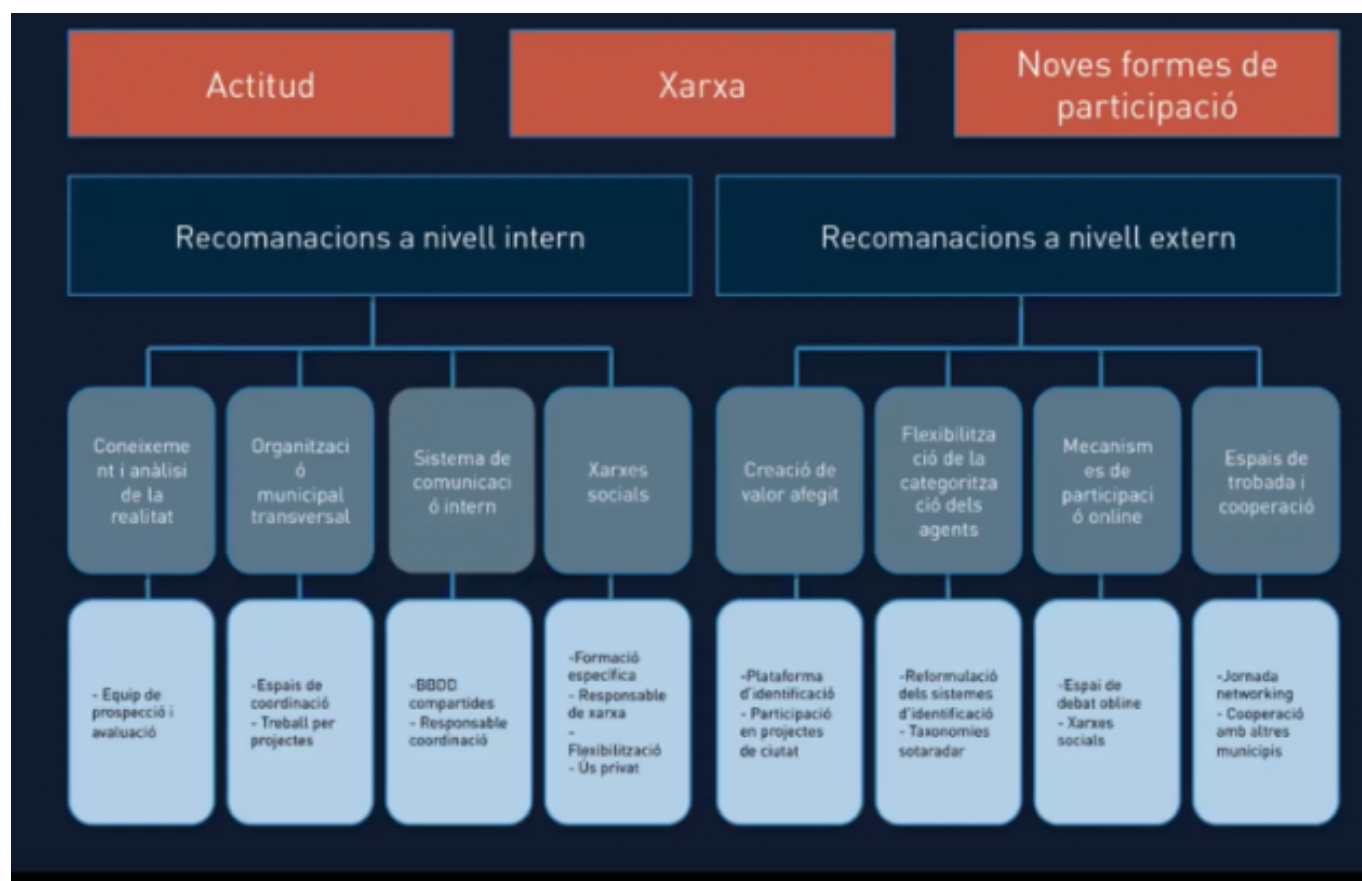 Actitud
Xarxa
Noves formes de
participació
Recomanacions a nivell intern
Recomanacions a nivell extern
Coneixeme
nt i anàlisi
de la
realitat
Organitzaci
ó
municipal
transversal
Sistema de
comunicaci
ó intern
Xarxes
socials
Creació de
valor afegit
Flexibilitza
ció de la
categoritza
ció dels
agents
Mecanism
es de
participaci
ó online
Espais de
trobada i
cooperació
- Equip de
prospecció i
avaluació
-Espais de
coordinació
- Treball per
projectes
-BBDD
compartides
- Responsable
coordinació
-Formació
específica
- Responsable
de xarxa
-
Flexibilització
- Ús privat
-Plataforma
d'identificació
- Participació
en projectes
de ciutat
-Reformulació
dels sistemes
d'identificació
- Taxonomies
sotaradar
-Espai de
debat obline
- Xarxes
socials
-Jornada
networking
- Cooperació
amb altres
municipis